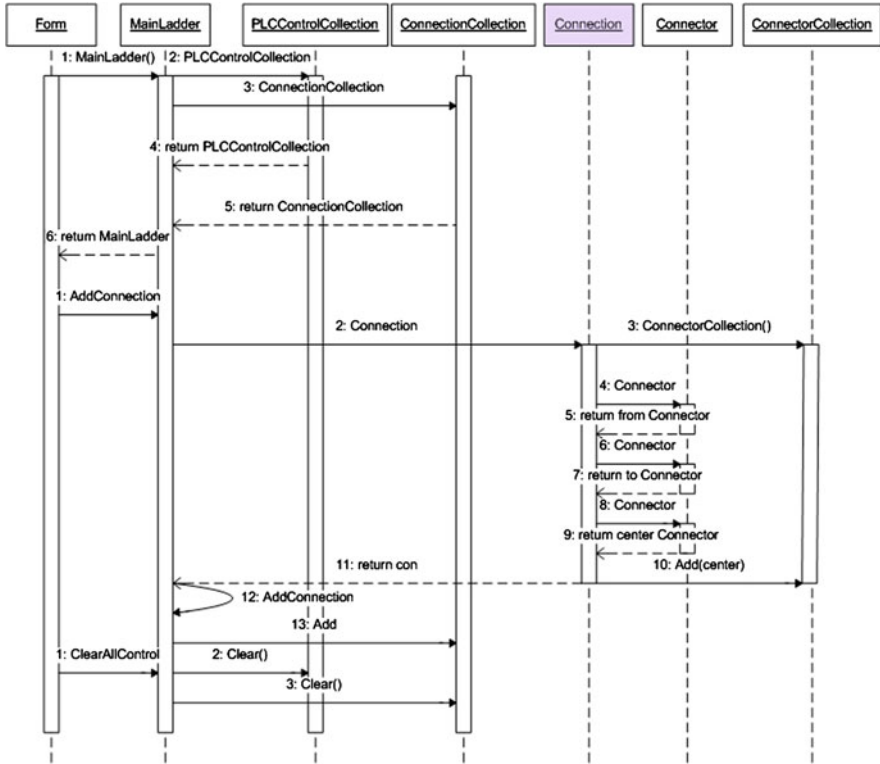 Form
MainLadder
PLCControlCollection
ConnectionCollection
Connection
Connector
ConnectorCollection
1: MainLadder()
2: PLCControlCollection
3: ConnectionCollection
4: return PLCControlCollection
5: return ConnectionCollection
6: return MainLadder
1: AddConnection
2: Connection
3: ConnectorCollection()
4: Connector
5: return from Connector
6: Connector
7: return to Connector
8: Connector
9: return center Connector
11: return con
10: Add(center)
12: AddConnection
13: Add
1: ClearAllControl
2: Clear()
3: Clear()